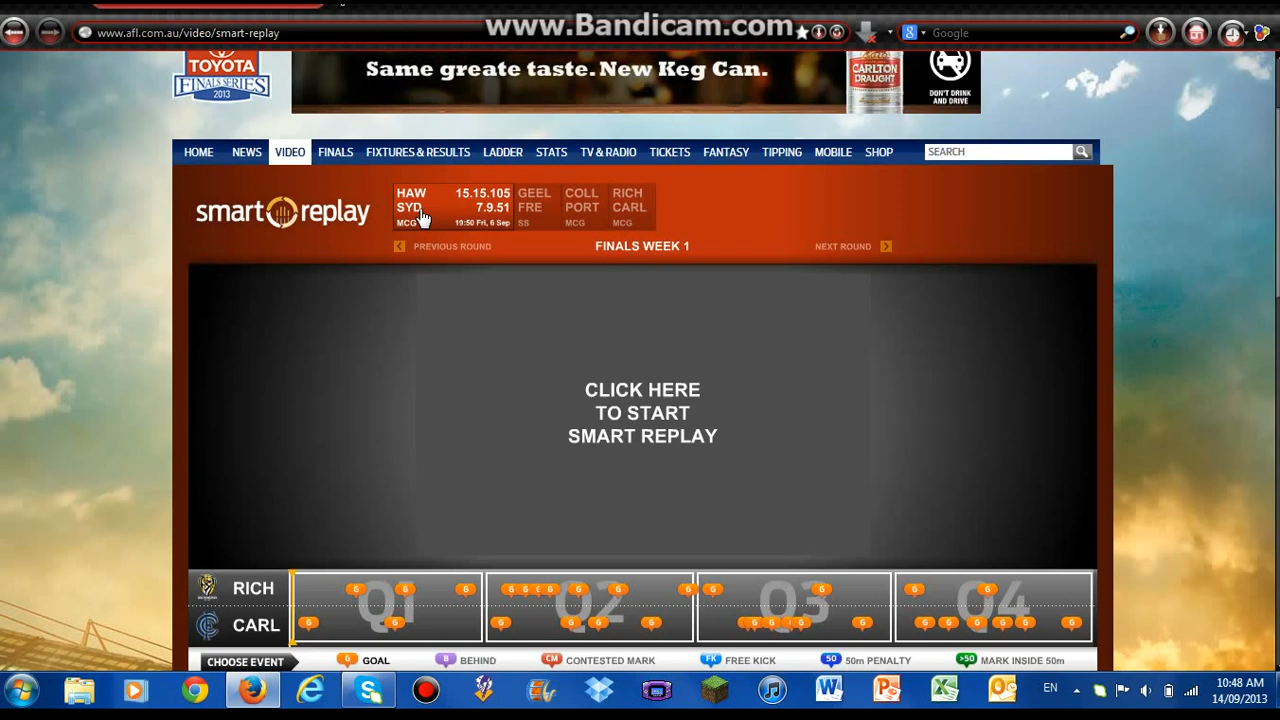 www.Bandicam.com
www.afl.com.au/video/smart-replay
Google
TOYOTA
FINALS SERIES
2013
Same greate taste. New Keg Can.
CARLTON
DRAUGHT
DON'T DRINK
AND DRIVE
HOME NEWS VIDEO FINALS FIXTURES & RESULTS LADDER STATS TV & RADIO TICKETS FANTASY TIPPING MOBILE SHOP SEARCH
smart replay
HAW 15.15.105 GEEL COLL RICH
SYD 7.9.51 FRE PORT CARL
MCG 19:50 Fri, 6 Sep SS MCG MCG
PREVIOUS ROUND FINALS WEEK 1 NEXT ROUND
CLICK HERE
TO START
SMART REPLAY
RICH
CARL
Q1 Q2 Q3 Q4
CHOOSE EVENT G GOAL B BEHIND CM CONTESTED MARK FK FREE KICK 50 50m PENALTY >50 MARK INSIDE 50m
EN 10:48 AM
14/09/2013